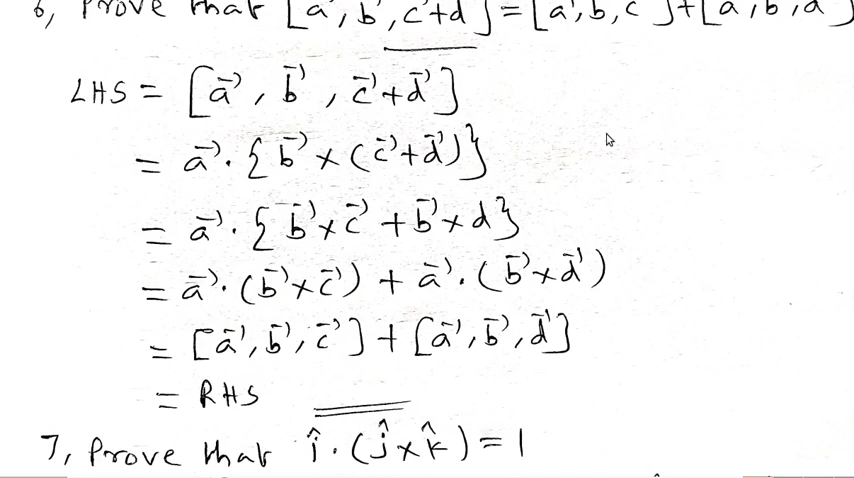 6, Prove that [a⃗, b⃗, c⃗+d⃗] = [a⃗, b⃗, c⃗] + [a⃗, b⃗, d⃗]
LHS = [a⃗, b⃗, c⃗+d⃗]
= a⃗ · {b⃗ × (c⃗+d⃗)}
= a⃗ · {b⃗ × c⃗ + b⃗ × d}
= a⃗ · (b⃗ × c⃗) + a⃗ · (b⃗ × d⃗)
= [a⃗, b⃗, c⃗] + [a⃗, b⃗, d⃗]
= RHS
7, Prove that î · (ĵ × k̂) = 1